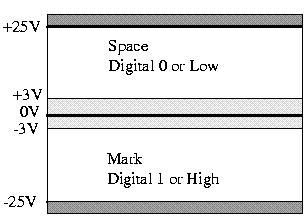 +25V
Space
Digital 0 or Low
+3V
0V
-3V
Mark
Digital 1 or High
-25V